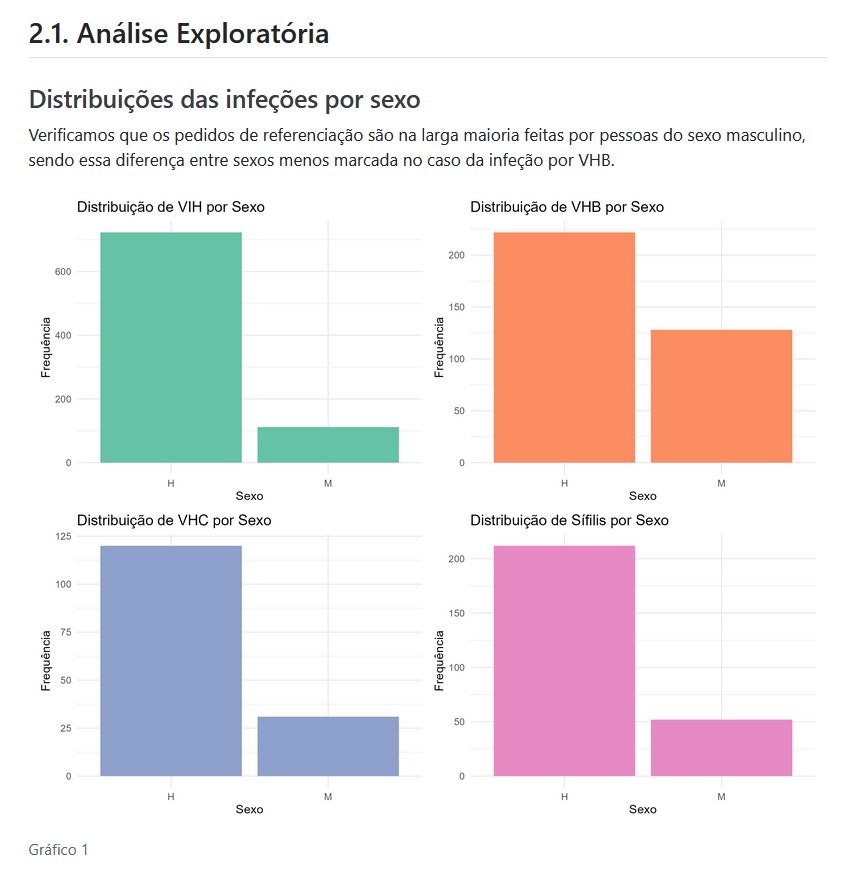 2.1. Análise Exploratória
Distribuições das infeções por sexo
Verificamos que os pedidos de referenciação são na larga maioria feitas por pessoas do sexo masculino,
sendo essa diferença entre sexos menos marcada no caso da infeção por VHB.
Distribuição de VIH por Sexo
Frequência
600
400
200
0
H
M
Sexo
Distribuição de VHB por Sexo
Frequência
200
150
100
50
0
H
M
Sexo
Distribuição de VHC por Sexo
Frequência
125
100
75
50
25
0
H
M
Sexo
Distribuição de Sífilis por Sexo
Frequência
200
150
100
50
0
H
M
Sexo
Gráfico 1